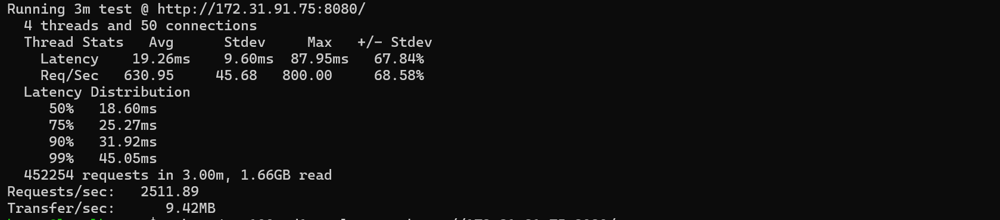 Running 3m test @ http://172.31.91.75:8080/
  4 threads and 50 connections
  Thread Stats   Avg      Stdev     Max   +/- Stdev
    Latency    19.26ms    9.60ms  87.95ms   67.84%
    Req/Sec   630.95     45.68   800.00     68.58%
  Latency Distribution
     50%   18.60ms
     75%   25.27ms
     90%   31.92ms
     99%   45.05ms
  452254 requests in 3.00m, 1.66GB read
Requests/sec:   2511.89
Transfer/sec:      9.42MB